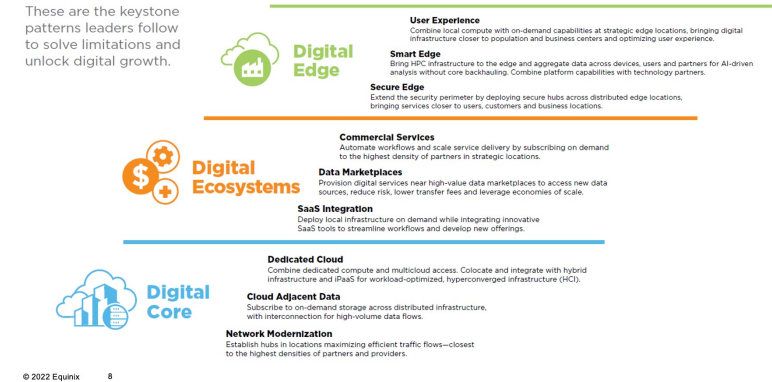 These are the keystone
patterns leaders follow
to solve limitations and
unlock digital growth.
Digital
Edge
User Experience
Combine local compute with on-demand capabilities at strategic edge locations, bringing digital
infrastructure closer to population and business centers and optimizing user experience.
Smart Edge
Bring HPC infrastructure to the edge and aggregate data across devices, users and partners for AI-driven
analysis without core backhauling. Combine platform capabilities with technology partners.
Secure Edge
Extend the security perimeter by deploying secure hubs across distributed edge locations,
bringing services closer to users, customers and business locations.
$
Digital
Ecosystems
Commercial Services
Automate workflows and scale service delivery by subscribing on demand
to the highest density of partners in strategic locations.
Data Marketplaces
Provision digital services near high-value data marketplaces to access new data
sources, reduce risk, lower transfer fees and leverage economies of scale.
SaaS Integration
Deploy local infrastructure on demand while integrating innovative
SaaS tools to streamline workflows and develop new offerings.
Digital
Core
Dedicated Cloud
Combine dedicated compute and multicloud access. Colocate and integrate with hybrid
infrastructure and iPaaS for workload-optimized, hyperconverged infrastructure (HCI).
Cloud Adjacent Data
Subscribe to on-demand storage across distributed infrastructure,
with interconnection for high-volume data flows.
Network Modernization
Establish hubs in locations maximizing efficient traffic flows—closest
to the highest densities of partners and providers.
© 2022 Equinix 8